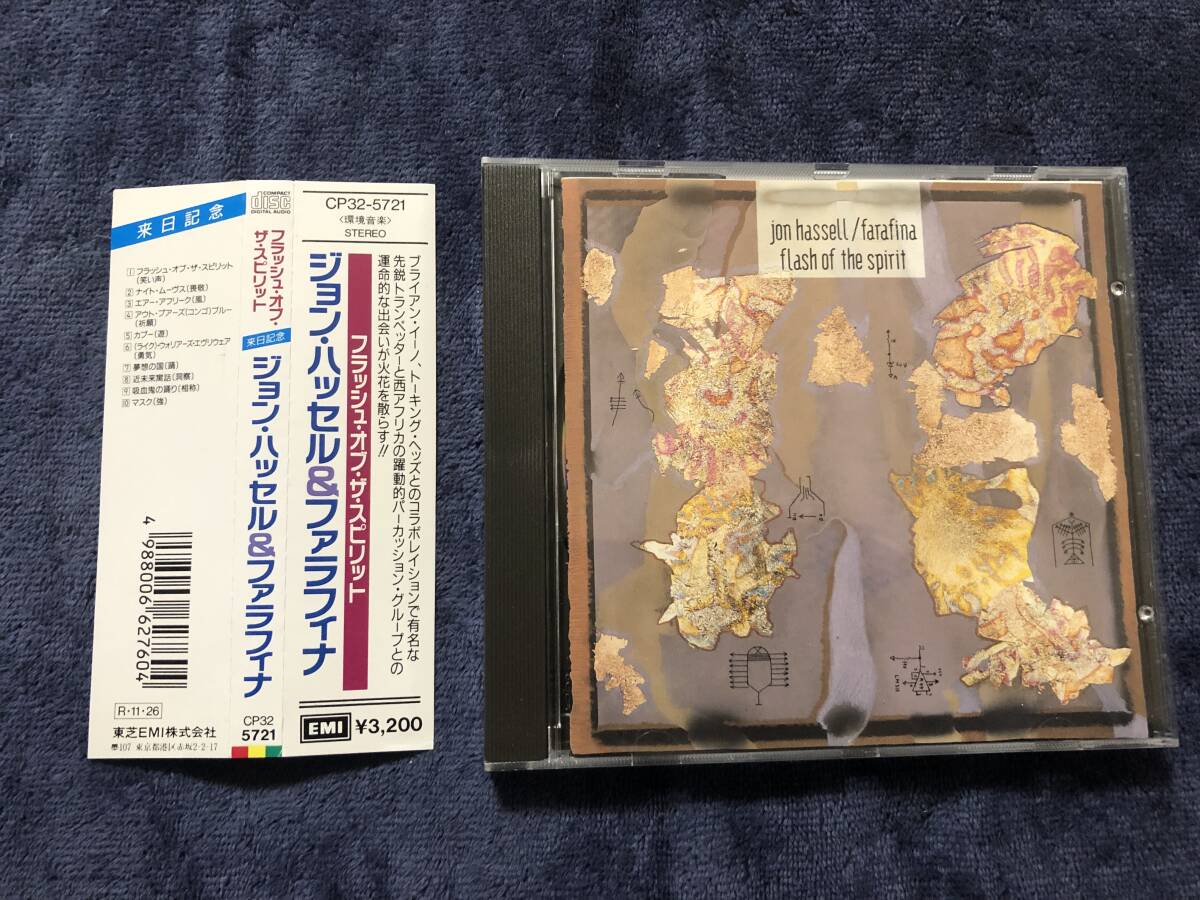 来日記念
1 フラッシュ・オブ・ザ・スピリット
(笑い声)
2 ナイト・ムーヴス(畏敬)
3 エアー・アフリーク(風)
4 アウト・プアーズ(コンゴ)ブルー
(祈願)
5 カブー(遊)
6 (ライク)ウォリアーズ・エヴリウェア
(勇気)
7 夢想の国(踊)
8 近未来寓話(洞察)
9 吸血鬼の踊り(相称)
10 マスク(強)
4 988006 627604
R・11・26
東芝EMI株式会社
〒107 東京都港区赤坂2-2-17
COMPACT
disc
DIGITAL AUDIO
フラッシュ・オブ・
ザ・スピリット
来日記念
ジョン・ハッセル&ファラフィナ
CP32
5721
CP32-5721
〈環境音楽〉
STEREO
ブライアン・イーノ、トーキング・ヘッズとのコラボレイションで有名な
先鋭トランペッターと西アフリカの躍動的パーカッション・グループとの
運命的な出会いが火花を散らす!!
フラッシュ・オブ・ザ・スピリット
ジョン・ハッセル&ファラフィナ
EMI ¥3,200
jon hassell/farafina
flash of the spirit